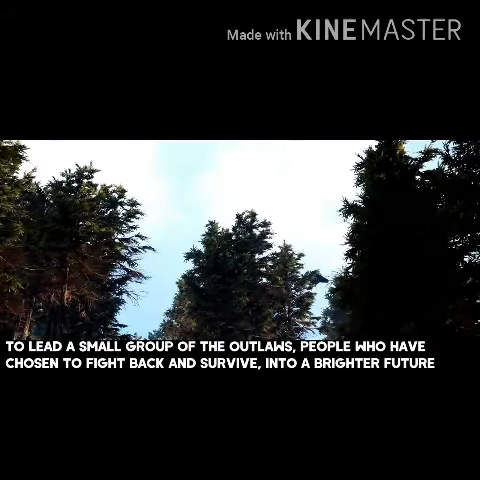 Made with KINEMASTER
TO LEAD A SMALL GROUP OF THE OUTLAWS, PEOPLE WHO HAVE
CHOSEN TO FIGHT BACK AND SURVIVE, INTO A BRIGHTER FUTURE